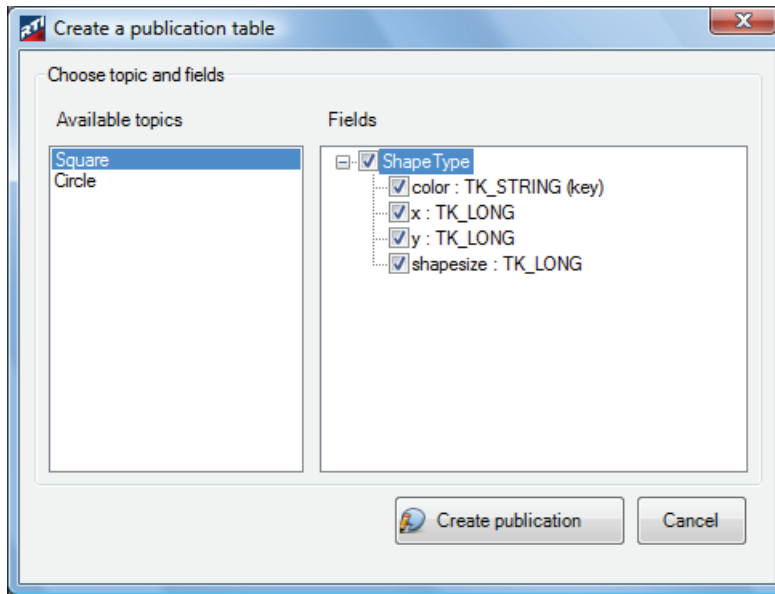 RTI Create a publication table
Choose topic and fields
Available topics
Fields
Square
Circle
ShapeType
color : TK_STRING (key)
x : TK_LONG
y : TK_LONG
shapesize : TK_LONG
Create publication
Cancel